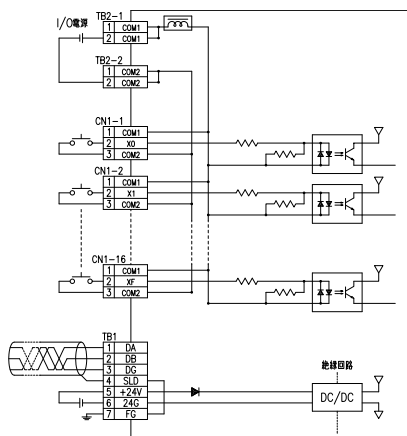 I/O電源
TB2-1
1 COM1
2 COM1
TB2-2
1 COM2
2 COM2
CN1-1
1 COM1
2 X0
3 COM2
CN1-2
1 COM1
2 X1
3 COM2
CN1-16
1 COM1
2 XF
3 COM2
TB1
1 DA
2 DB
3 DG
4 SLD
5 +24V
6 24G
7 FG
絶縁回路
DC/DC